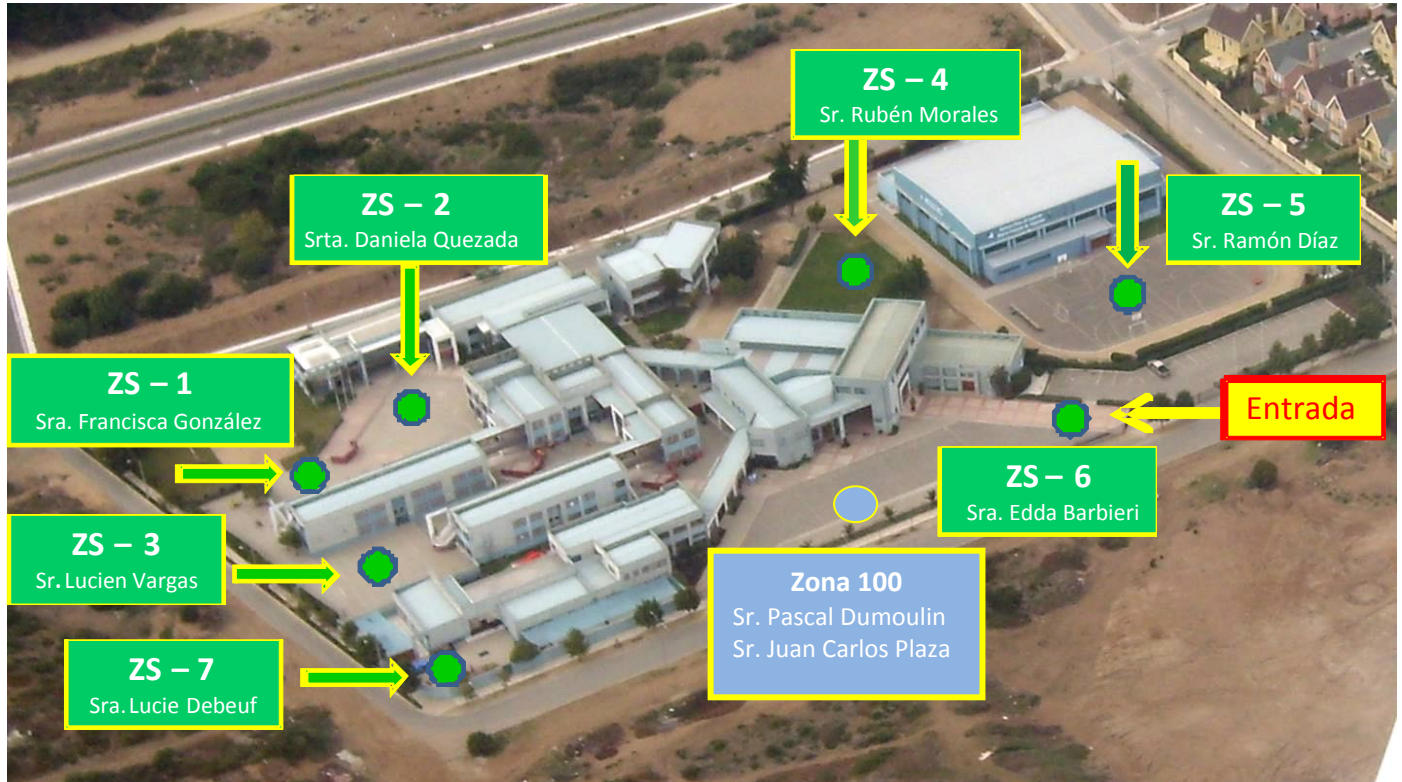 ZS – 4
Sr. Rubén Morales
ZS – 2
Srta. Daniela Quezada
ZS – 5
Sr. Ramón Díaz
ZS – 1
Sra. Francisca González
Entrada
ZS – 6
Sra. Edda Barbieri
ZS – 3
Sr. Lucien Vargas
Zona 100
Sr. Pascal Dumoulin
Sr. Juan Carlos Plaza
ZS – 7
Sra. Lucie Debeuf